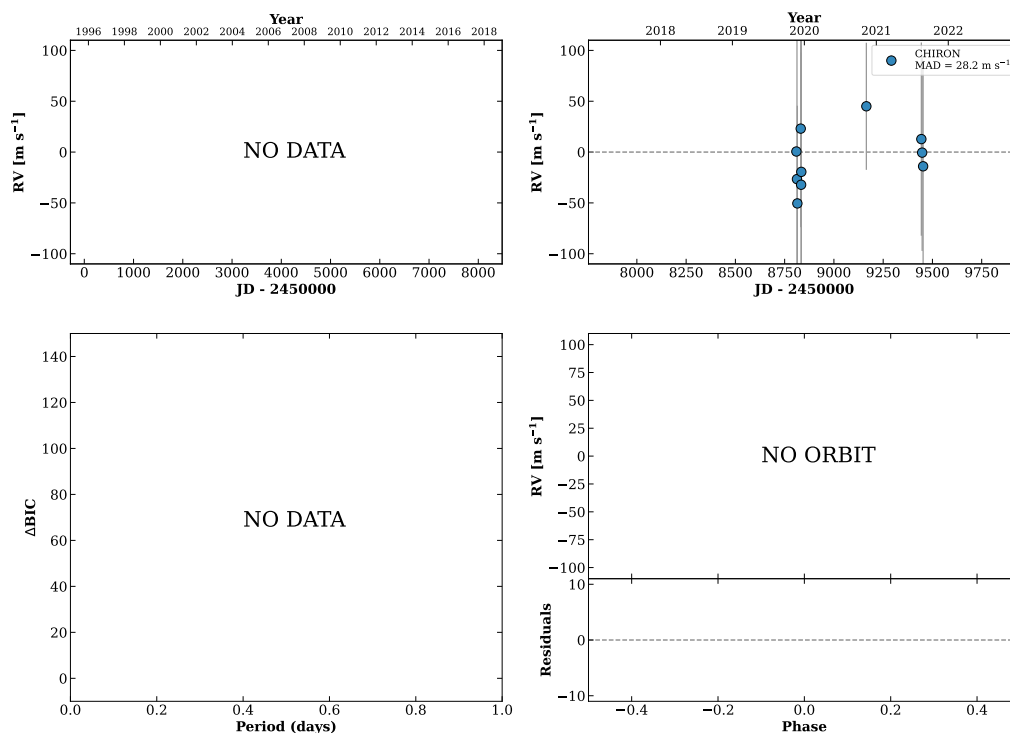 Year
1996 1998 2000 2002 2004 2006 2008 2010 2012 2014 2016 2018
100
50
0
−50
−100
RV [m s⁻¹]
NO DATA
0 1000 2000 3000 4000 5000 6000 7000 8000
JD - 2450000
Year
2018 2019 2020 2021 2022
CHIRON
MAD = 28.2 m s⁻¹
100
50
0
−50
−100
RV [m s⁻¹]
8000 8250 8500 8750 9000 9250 9500 9750
JD - 2450000
140
120
100
80
60
40
20
0
ΔBIC
NO DATA
0.0 0.2 0.4 0.6 0.8 1.0
Period (days)
100
75
50
25
0
−25
−50
−75
−100
RV [m s⁻¹]
NO ORBIT
10
0
−10
Residuals
−0.4 −0.2 0.0 0.2 0.4
Phase